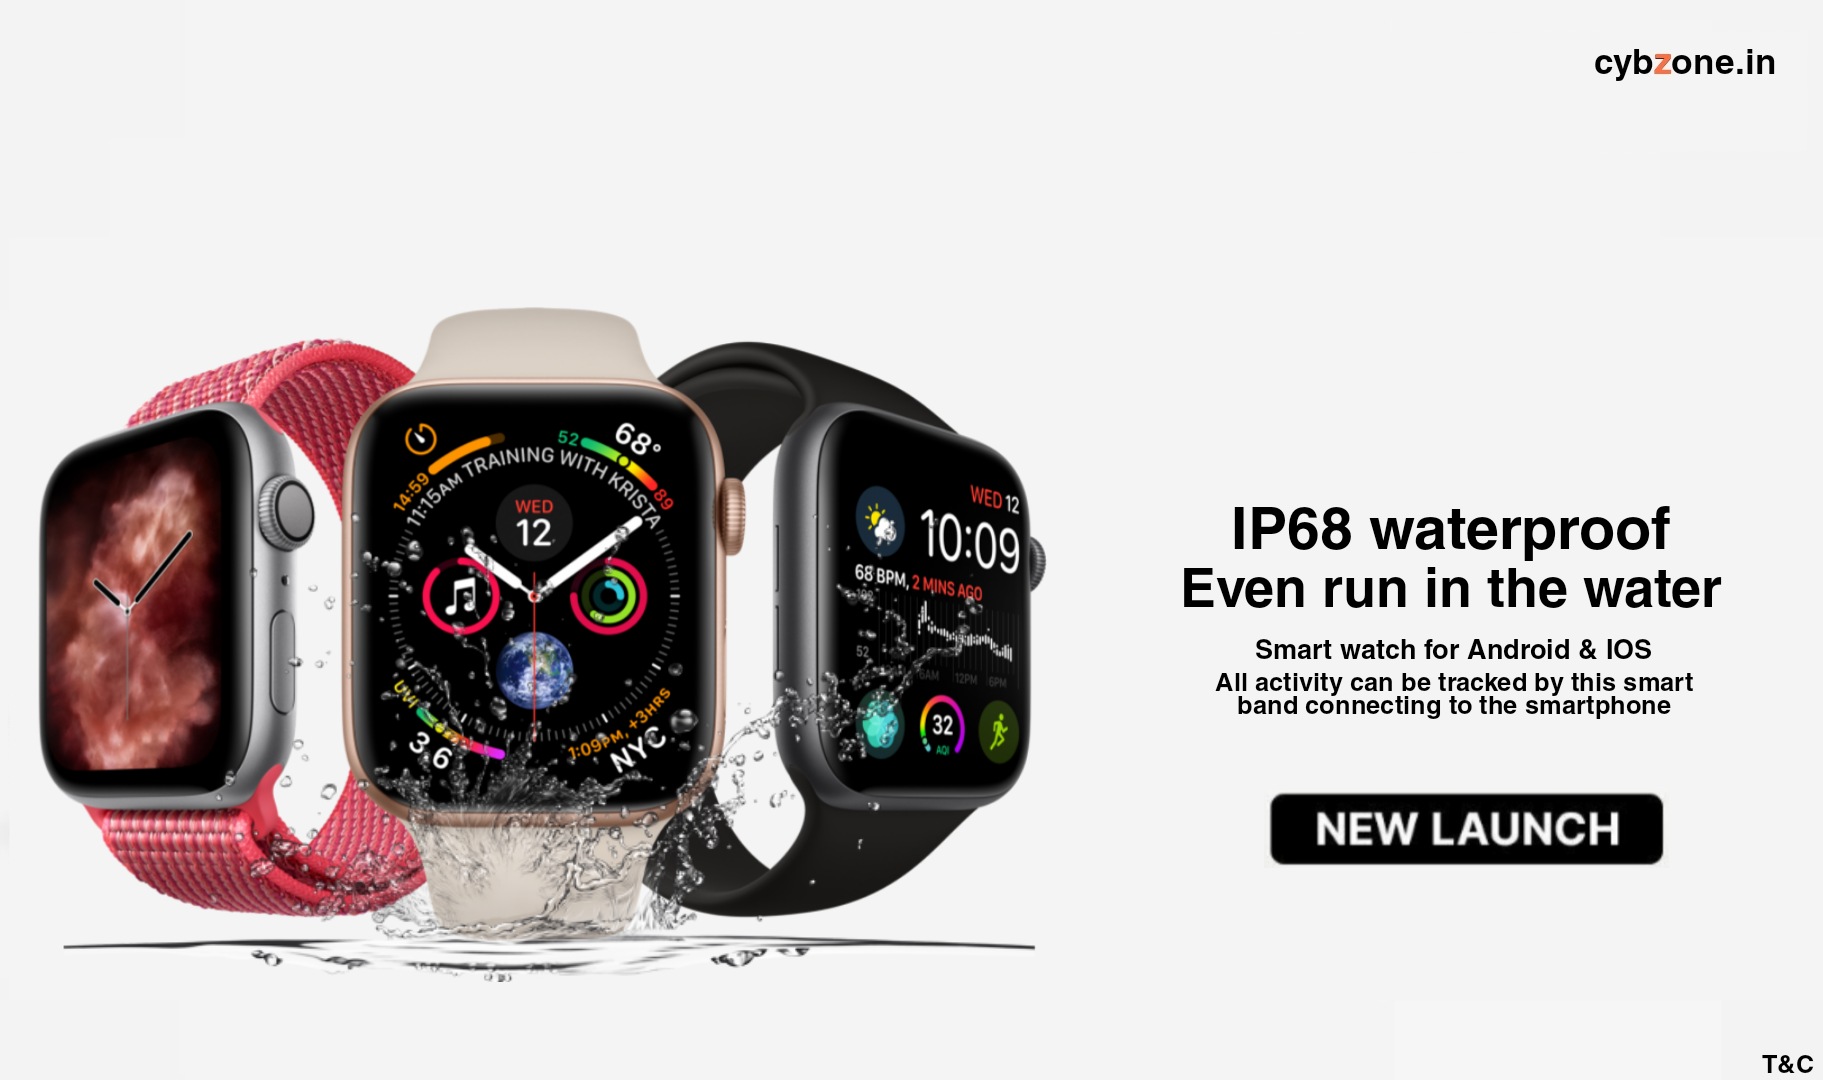 cybzone.in
14:59
11:15AM TRAINING WITH KRISTA
52
68°
89
WED
12
UVI
3.6
1:09PM, +3HRS
NYC
WED 12
10:09
68 BPM, 2 MINS AGO
52
6AM 12PM 6PM
32
AQI
IP68 waterproof
Even run in the water
Smart watch for Android & IOS
All activity can be tracked by this smart
band connecting to the smartphone
NEW LAUNCH
T&C